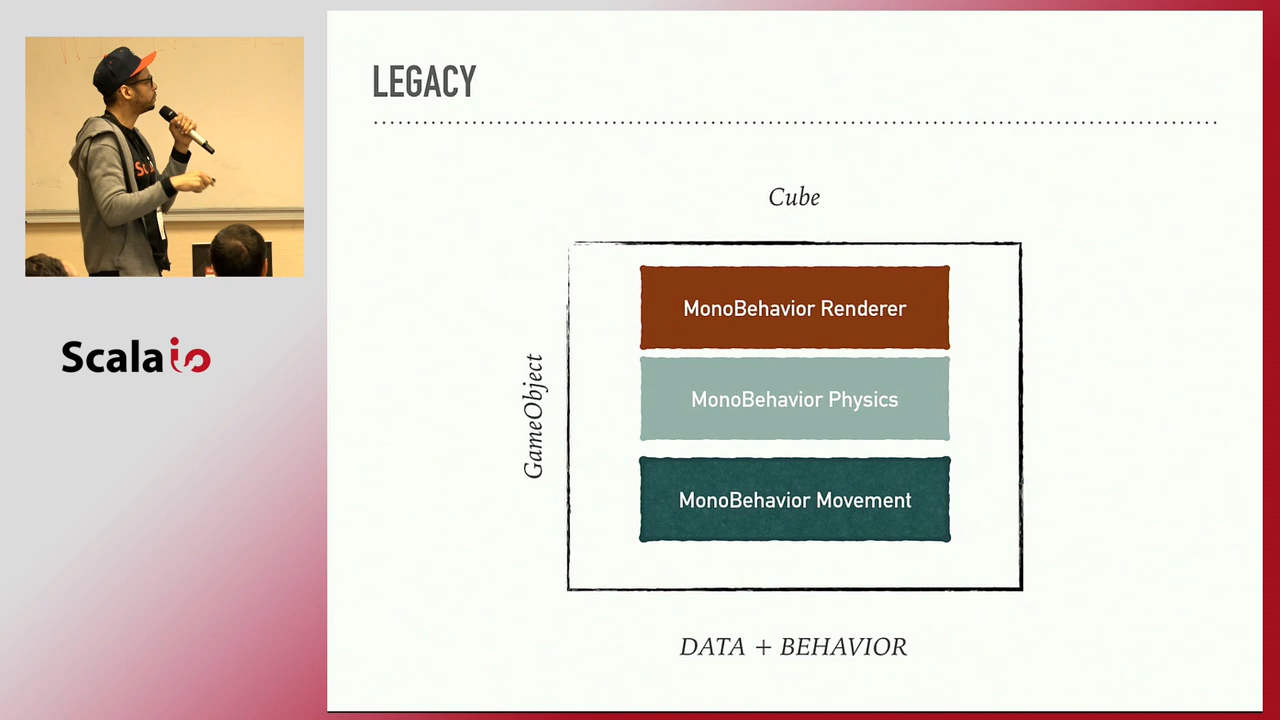 LEGACY
Cube
MonoBehavior Renderer
MonoBehavior Physics
MonoBehavior Movement
GameObject
DATA + BEHAVIOR
Scala io